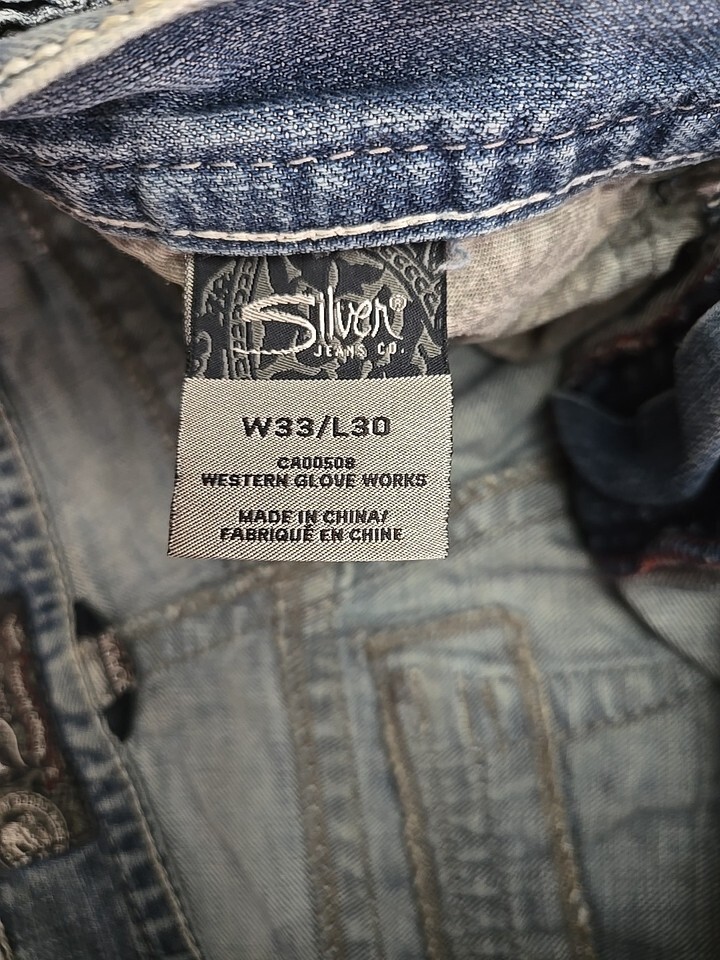 Silver®
JEANS CO.
W33/L30
CA00508
WESTERN GLOVE WORKS
MADE IN CHINA/
FABRIQUÉ EN CHINE